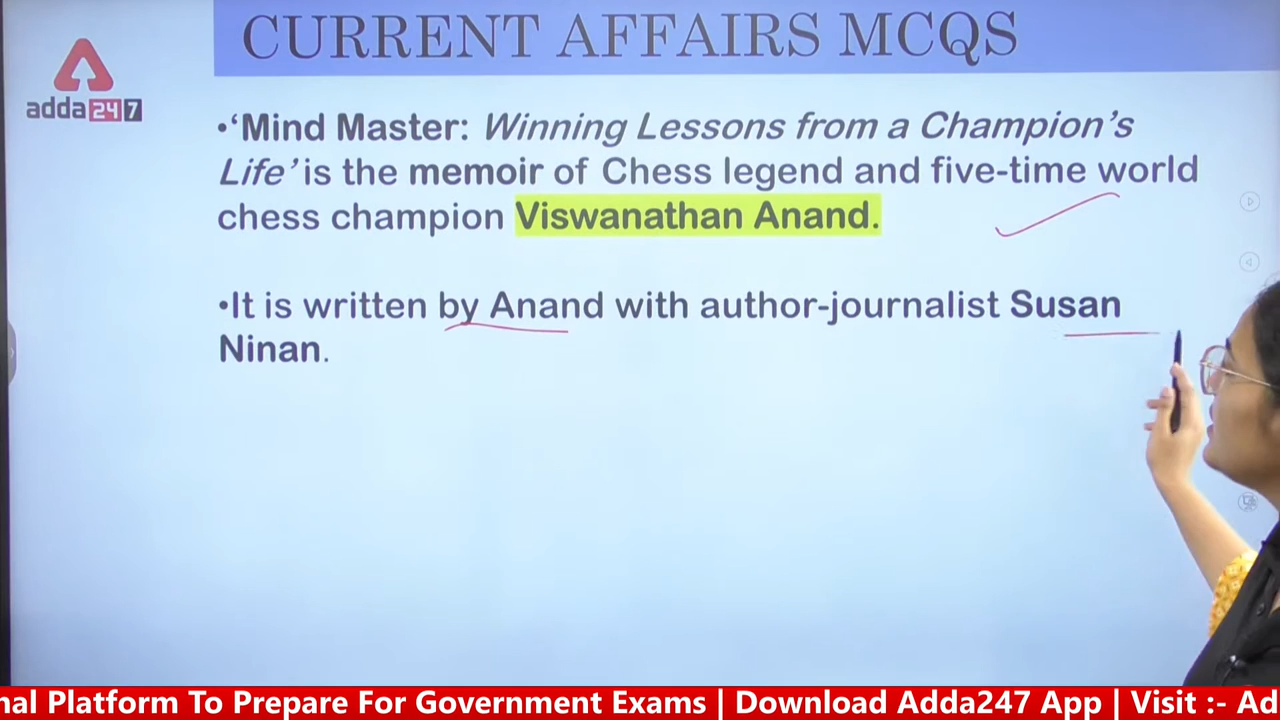 CURRENT AFFAIRS MCQS
adda247
•‘Mind Master: Winning Lessons from a Champion’s
Life’ is the memoir of Chess legend and five-time world
chess champion Viswanathan Anand.
•It is written by Anand with author-journalist Susan
Ninan.
nal Platform To Prepare For Government Exams | Download Adda247 App | Visit :- Ad